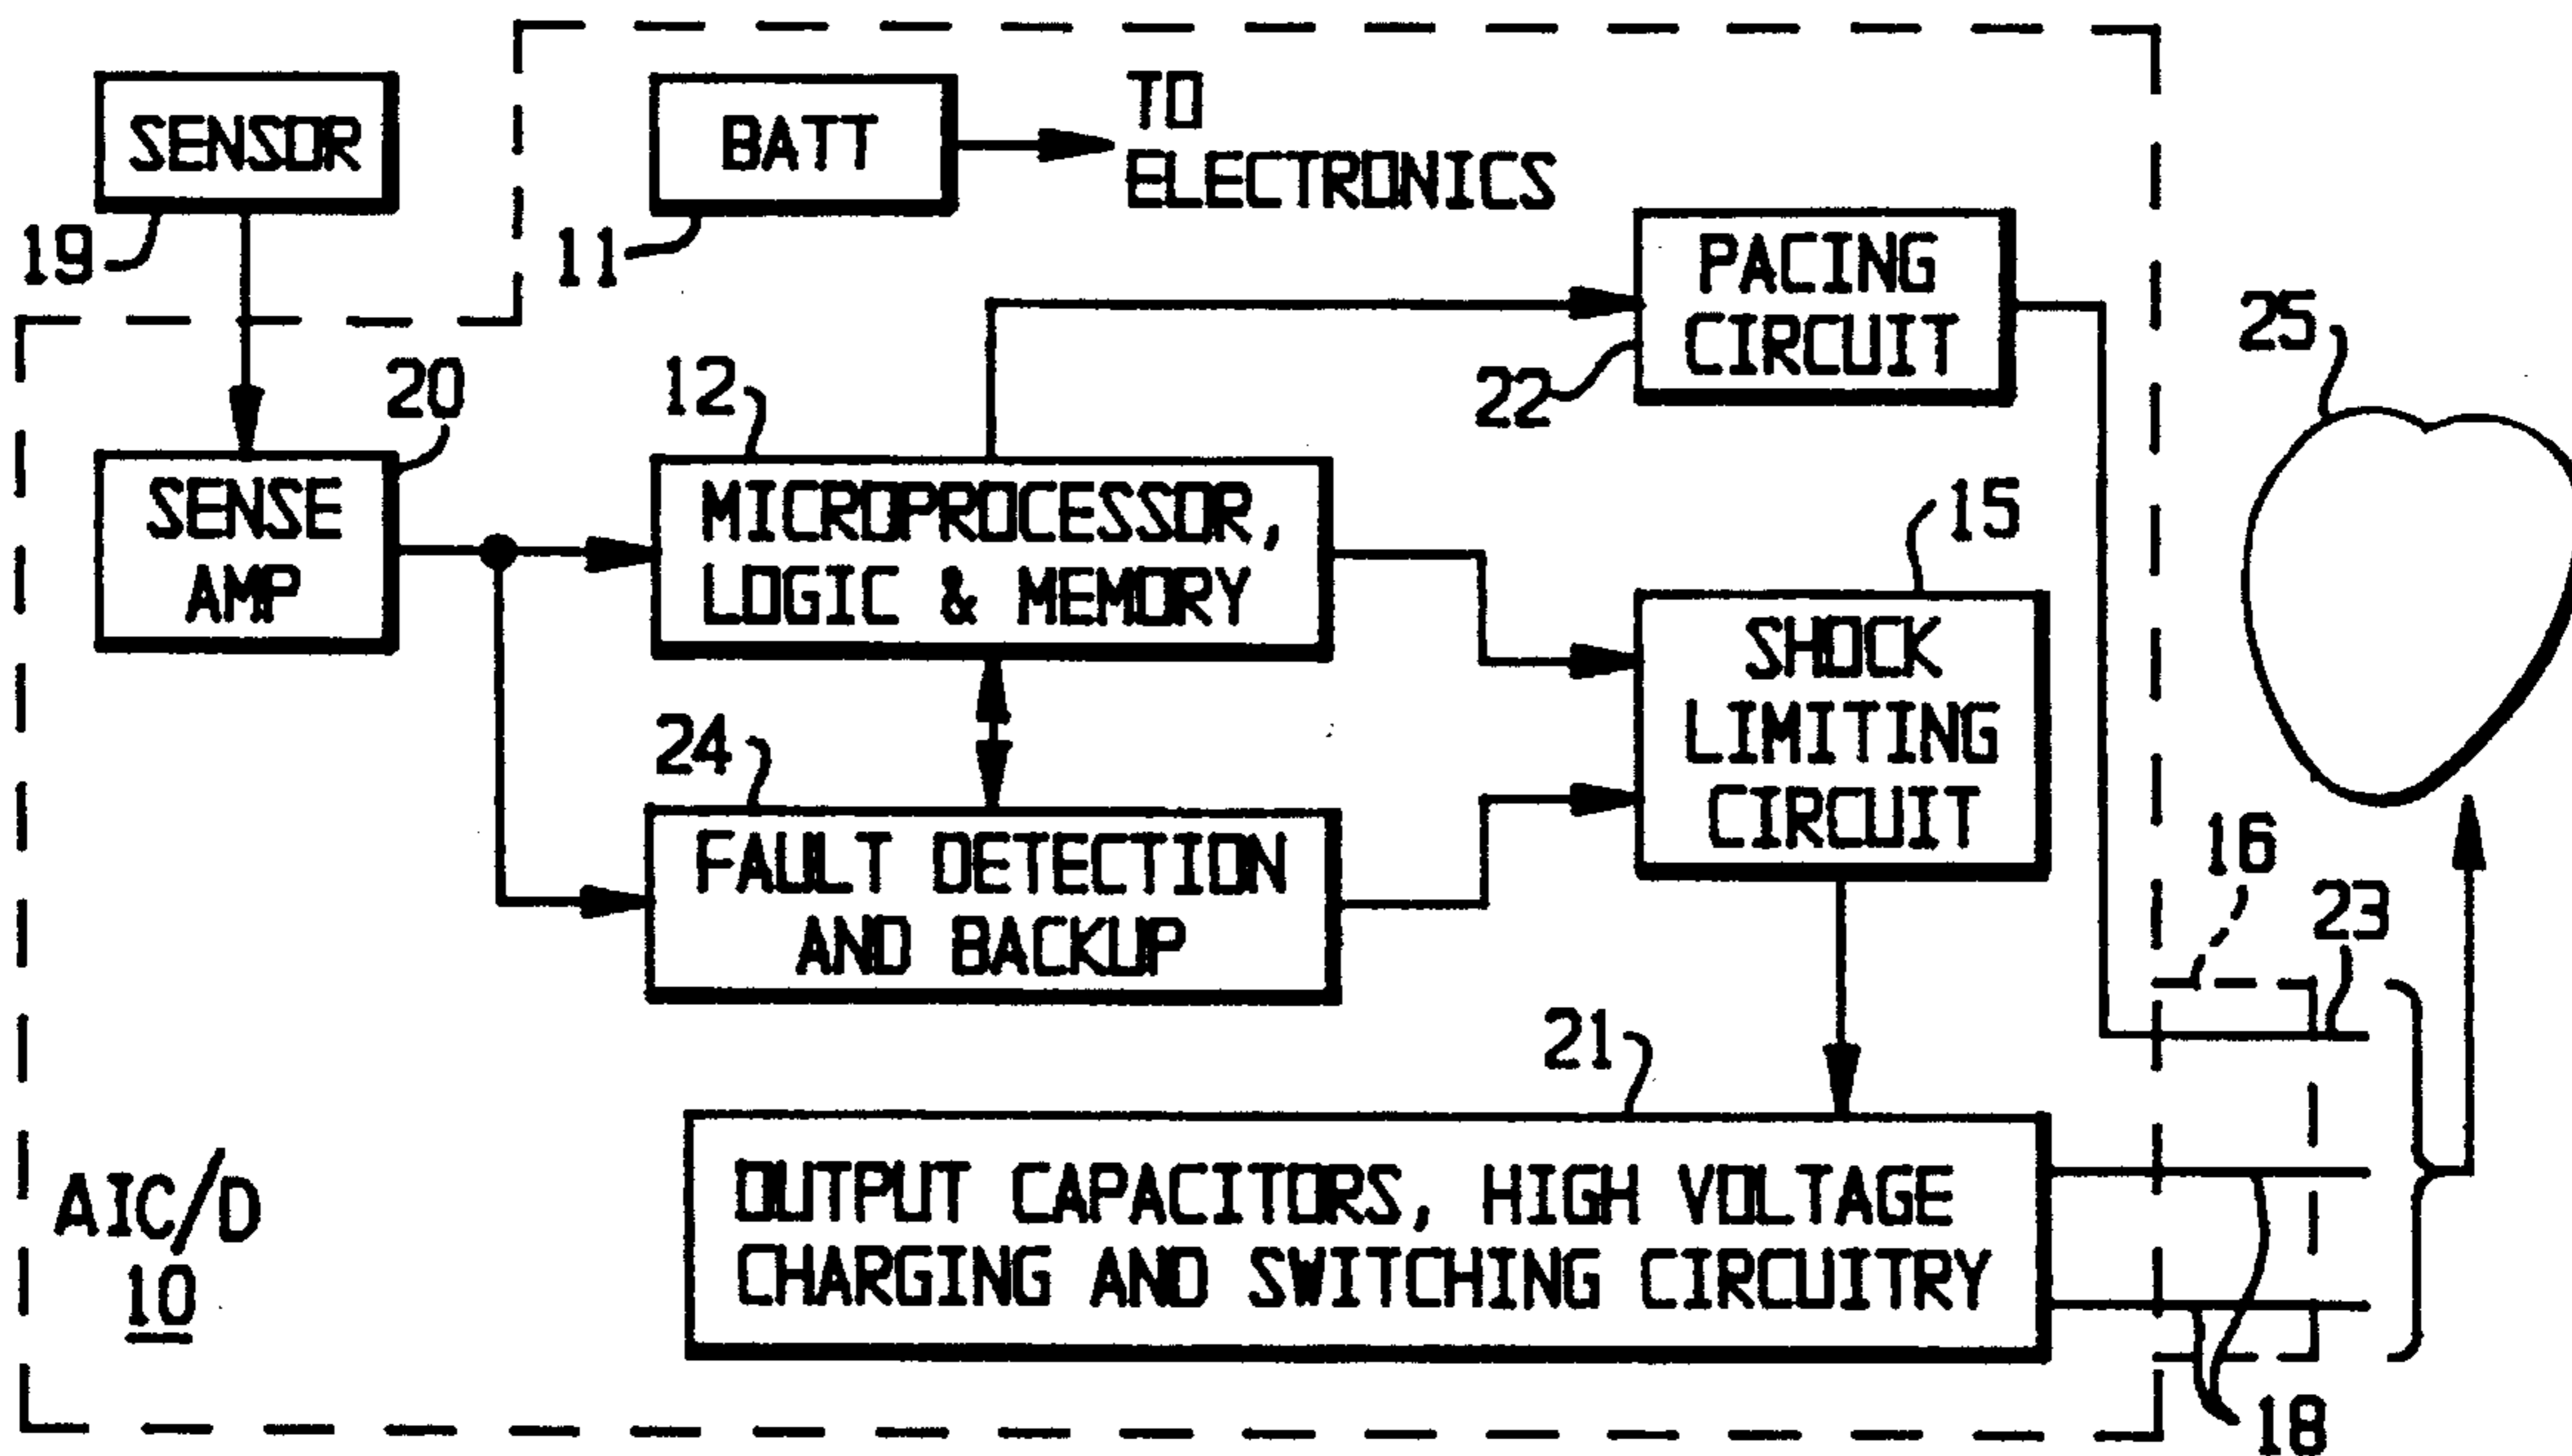 SENSOR
19
BATT
11
TO
ELECTRONICS
PACING
CIRCUIT
22
25
20
SENSE
AMP
12
MICROPROCESSOR,
LOGIC & MEMORY
15
SHOCK
LIMITING
CIRCUIT
24
FAULT DETECTION
AND BACKUP
16
23
21
OUTPUT CAPACITORS, HIGH VOLTAGE
CHARGING AND SWITCHING CIRCUITRY
AIC/D
10
18